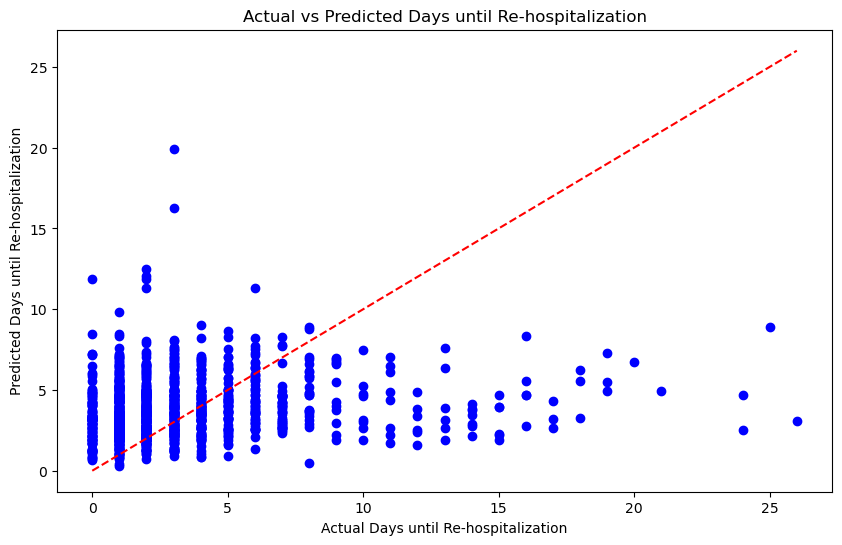 Actual vs Predicted Days until Re-hospitalization
Predicted Days until Re-hospitalization
25
20
15
10
5
0
0 5 10 15 20 25
Actual Days until Re-hospitalization